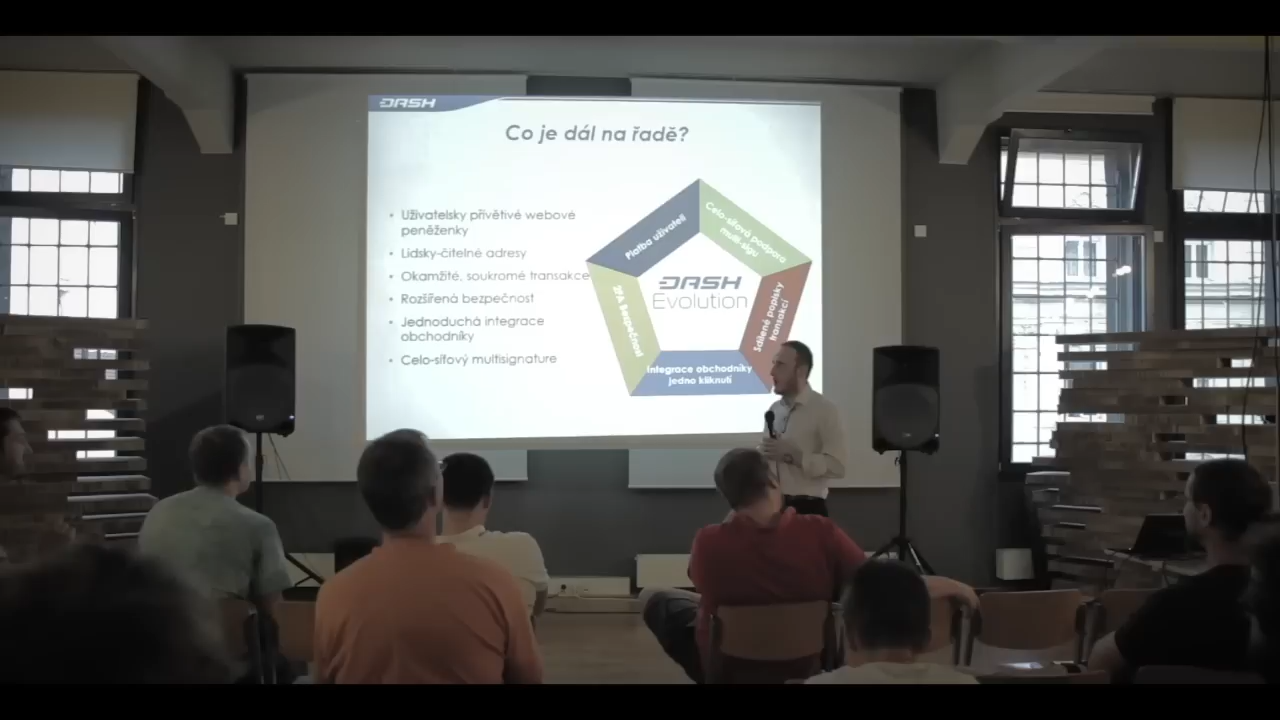 DASH
Co je dál na řadě?
• Uživatelsky přívětivé webové
peněženky
• Lidsky-čitelné adresy
• Okamžité, soukromé transakce
• Rozšířená bezpečnost
• Jednoduchá integrace
obchodníky
• Celo-síťový multisignature
Platba uživateli
Celo-síťová podpora
multi-sigu
Sdílené popisky
transakcí
Integrace obchodníky
jedno kliknutí
2FA Bezpečnost
DASH
Evolution